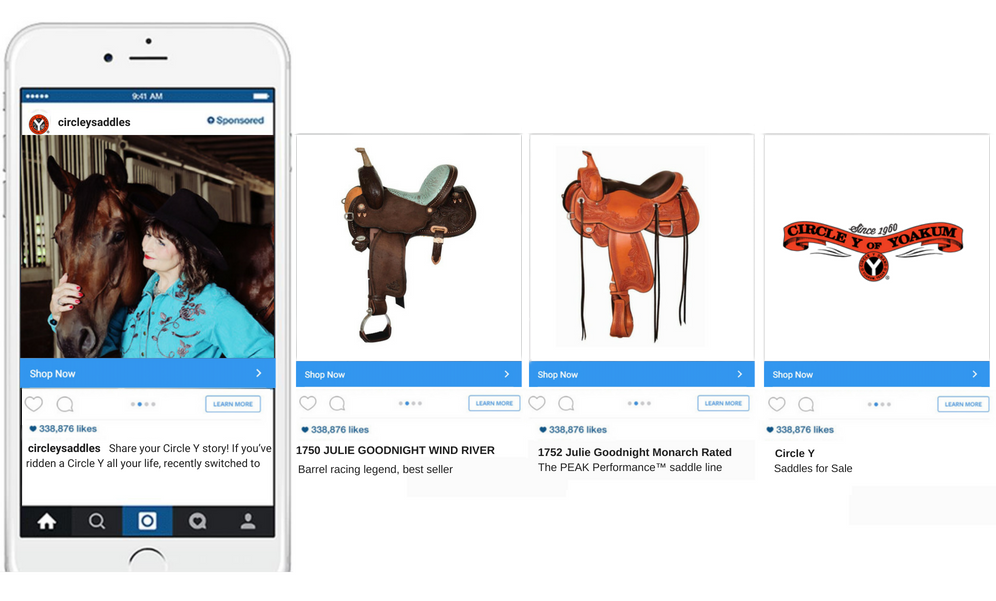 9:41 AM
circleysaddles
Sponsored
Shop Now
LEARN MORE
338,876 likes
circleysaddles Share your Circle Y story! If you've
ridden a Circle Y all your life, recently switched to
Shop Now
LEARN MORE
338,876 likes
1750 JULIE GOODNIGHT WIND RIVER
Barrel racing legend, best seller
Shop Now
LEARN MORE
338,876 likes
1752 Julie Goodnight Monarch Rated
The PEAK Performance™ saddle line
Since 1960
CIRCLE Y OF YOAKUM
Y
Shop Now
LEARN MORE
338,876 likes
Circle Y
Saddles for Sale